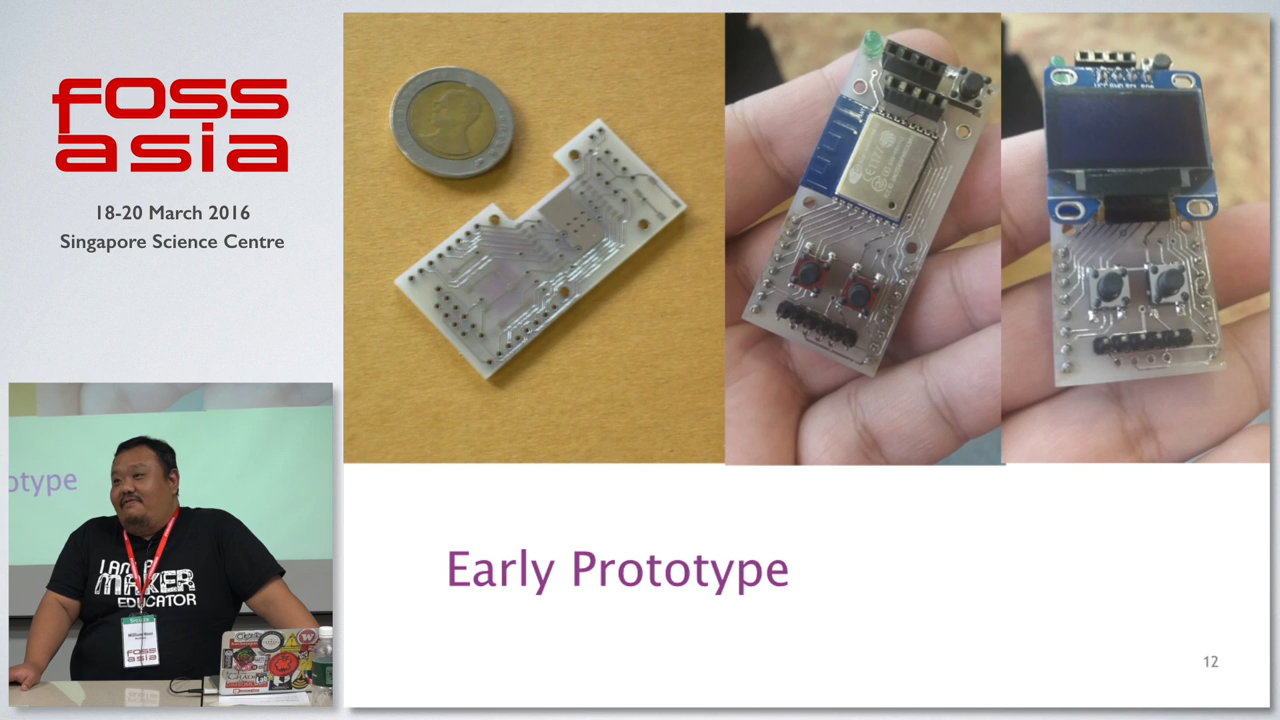 foss
asia
18-20 March 2016
Singapore Science Centre
otype
I AM A
MAKER
EDUCATOR
FOSS
ASIA
Early Prototype
12